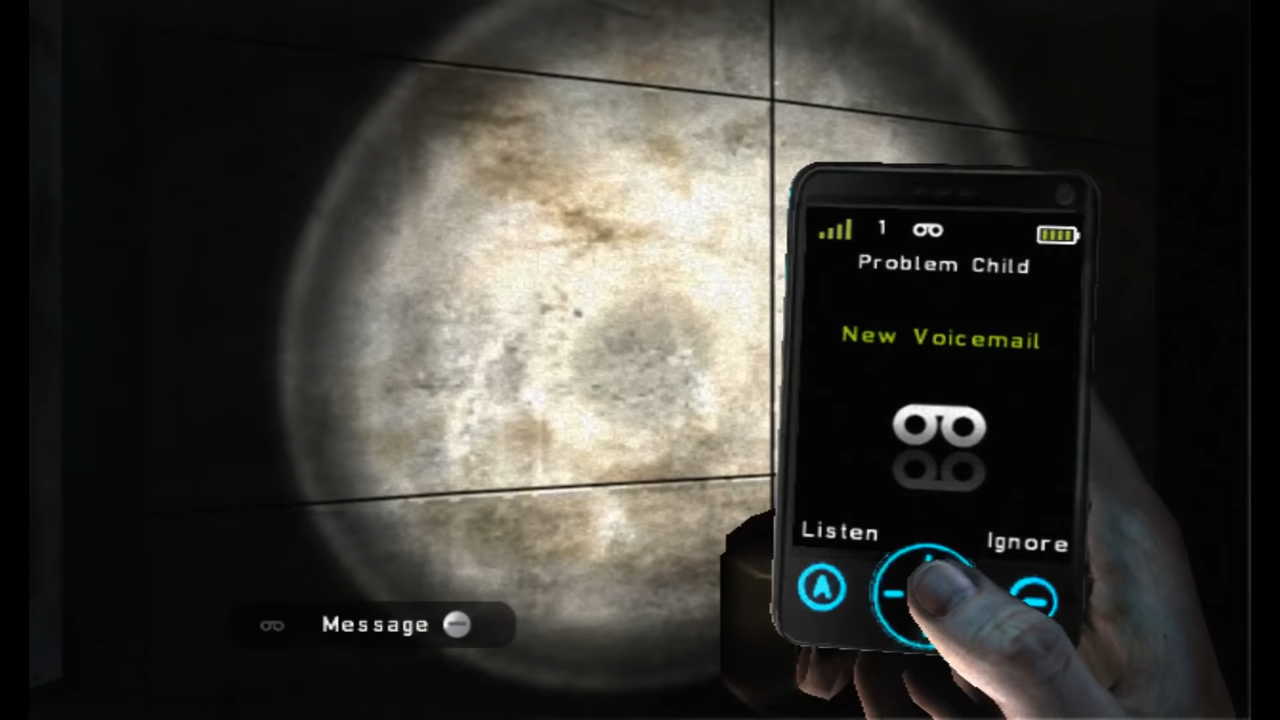 1
Problem Child
New Voicemail
Listen
Ignore
A
Message